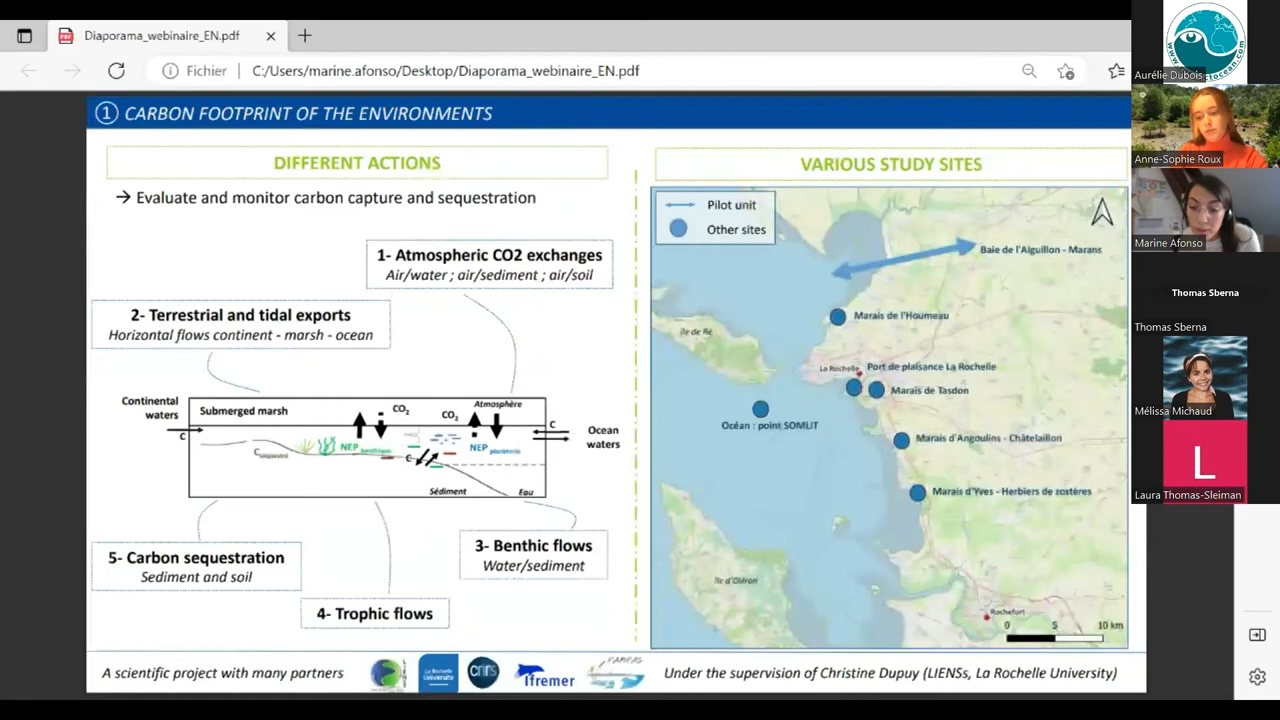 Diaporama_webinaire_EN.pdf
Fichier
C:/Users/marine.afonso/Desktop/Diaporama_webinaire_EN.pdf
1 CARBON FOOTPRINT OF THE ENVIRONMENTS
DIFFERENT ACTIONS
→ Evaluate and monitor carbon capture and sequestration
1- Atmospheric CO2 exchanges
Air/water ; air/sediment ; air/soil
2- Terrestrial and tidal exports
Horizontal flows continent - marsh - ocean
Continental waters
C
Submerged marsh
CO2
CO2
Atmosphère
C
Ocean waters
NEP
C
NEP
Sédiment
Eau
5- Carbon sequestration
Sediment and soil
3- Benthic flows
Water/sediment
4- Trophic flows
VARIOUS STUDY SITES
Pilot unit
Other sites
Baie de l'Aiguillon - Marans
Marais de l'Houmeau
Île de Ré
La Rochelle
Port de plaisance La Rochelle
Marais de Tasdon
Océan : point SOMLIT
Marais d'Angoulins - Châtelaillon
Marais d'Yves - Herbiers de zostères
Île d'Oléron
Rochefort
0 5 10 km
A scientific project with many partners
La Rochelle Université
cnrs
Ifremer
PAMPAS
Under the supervision of Christine Dupuy (LIENSs, La Rochelle University)
Aurélie Dubois
Anne-Sophie Roux
Marine Afonso
Thomas Sberna
Thomas Sberna
Mélissa Michaud
L
Laura Thomas-Sleiman